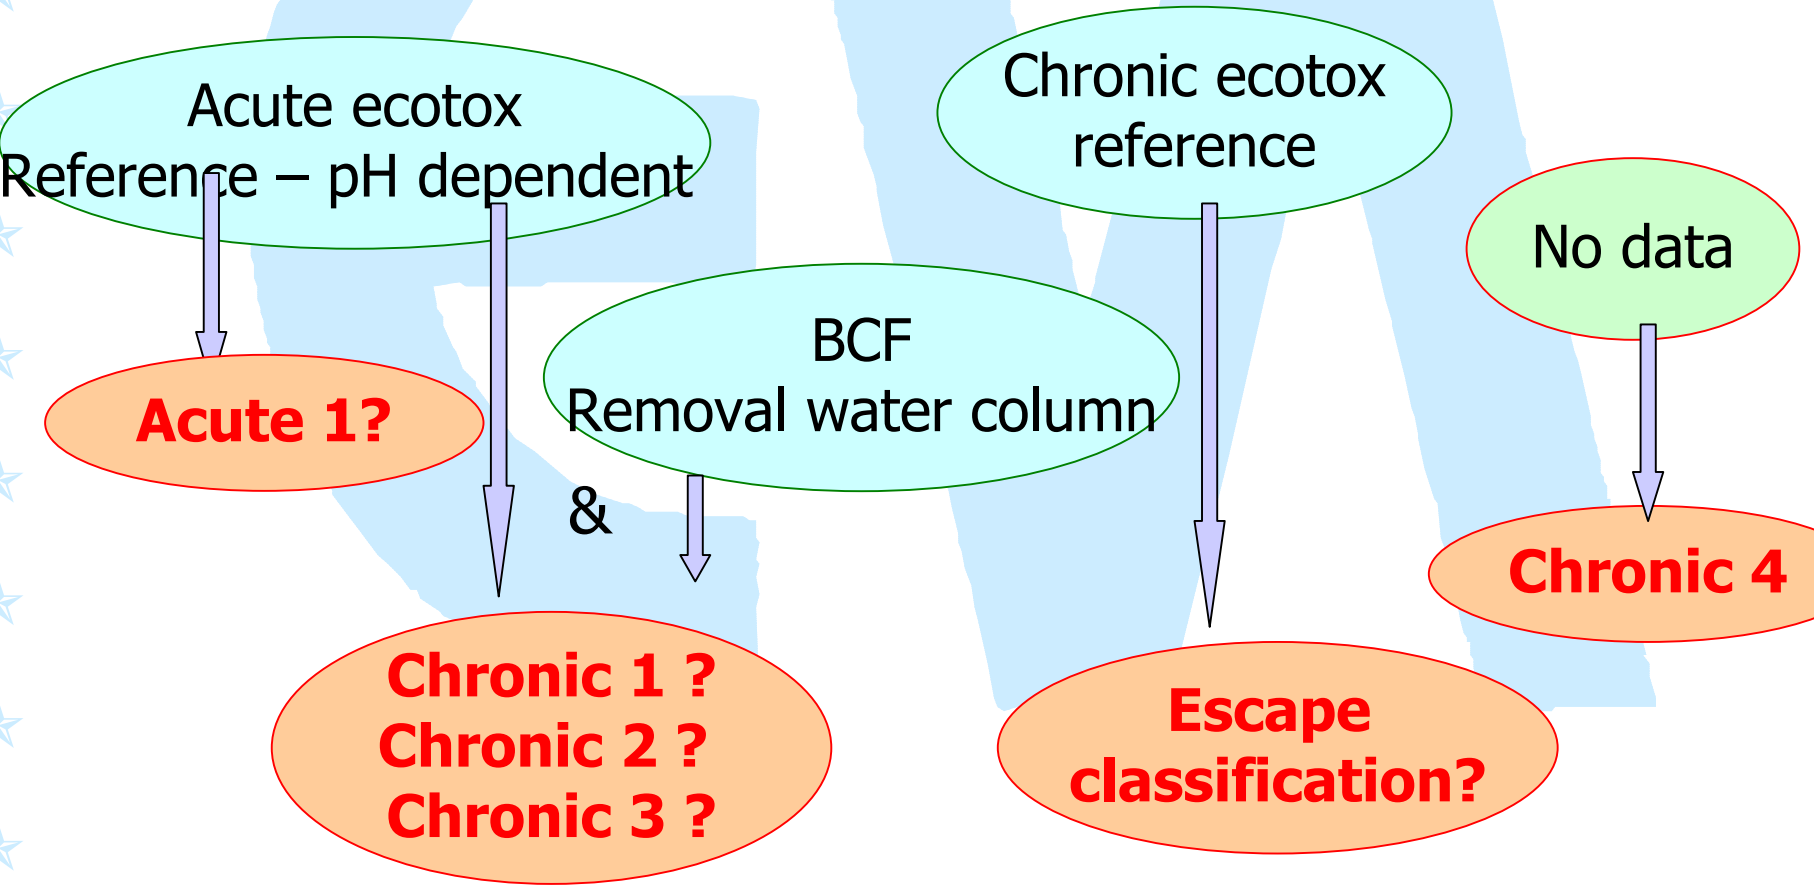 Acute ecotox
Reference – pH dependent
Chronic ecotox
reference
No data
BCF
Removal water column
Acute 1?
&
Chronic 4
Chronic 1 ?
Chronic 2 ?
Chronic 3 ?
Escape
classification?